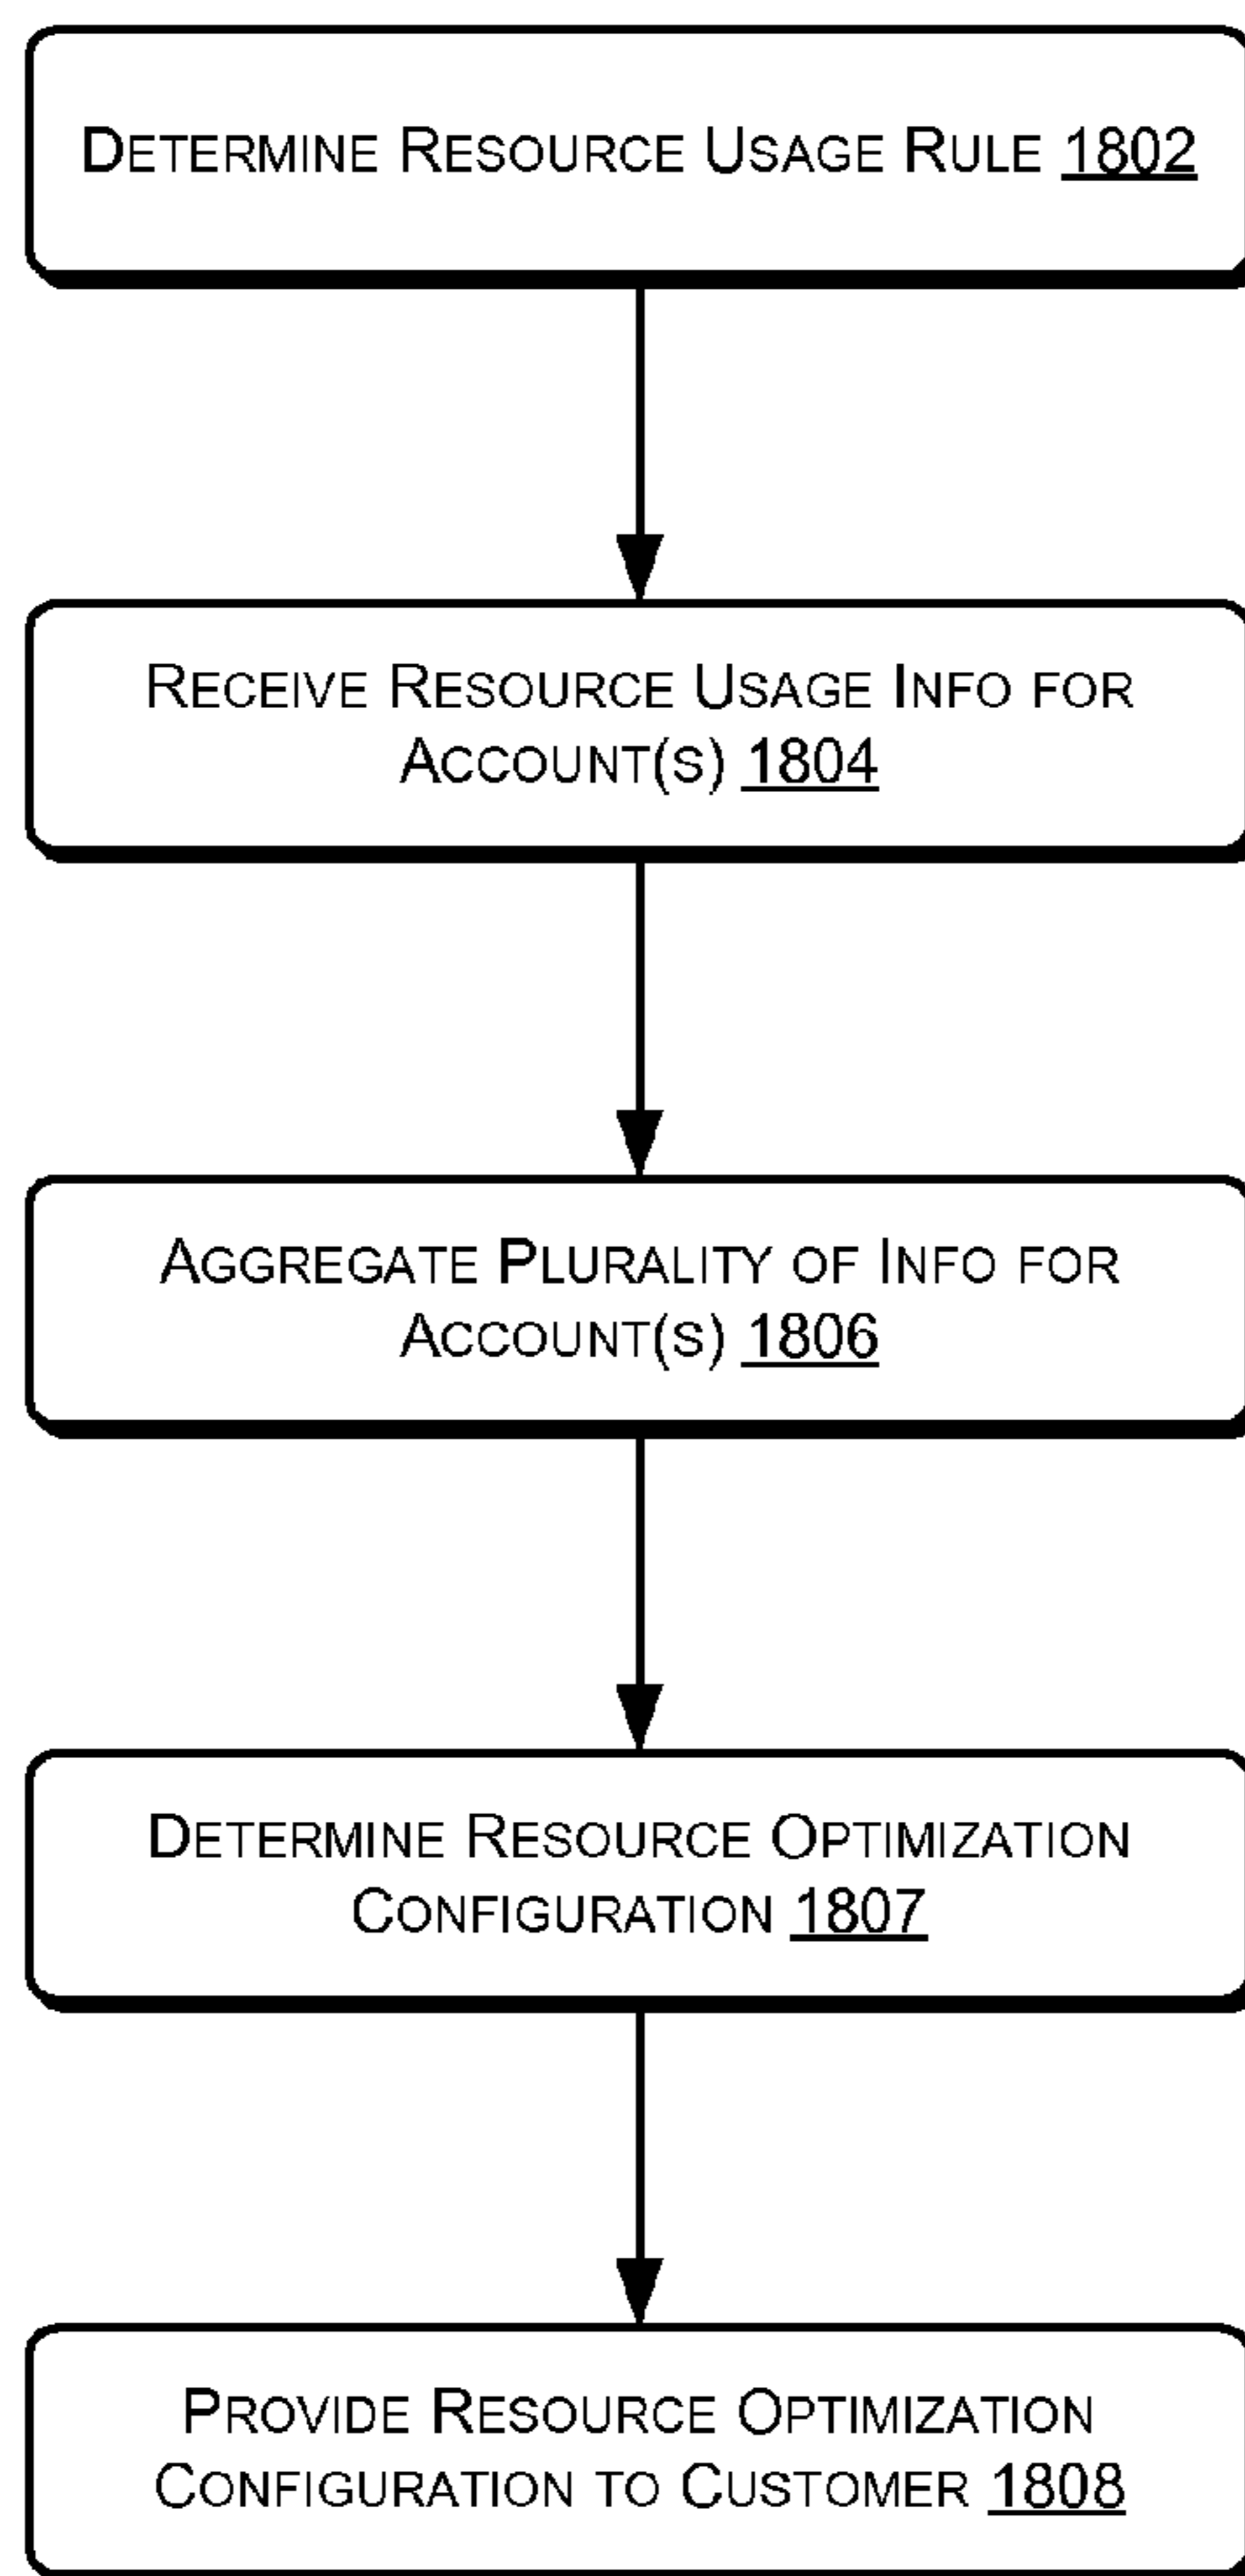 DETERMINE RESOURCE USAGE RULE 1802
RECEIVE RESOURCE USAGE INFO FOR
ACCOUNT(S) 1804
AGGREGATE PLURALITY OF INFO FOR
ACCOUNT(S) 1806
DETERMINE RESOURCE OPTIMIZATION
CONFIGURATION 1807
PROVIDE RESOURCE OPTIMIZATION
CONFIGURATION TO CUSTOMER 1808